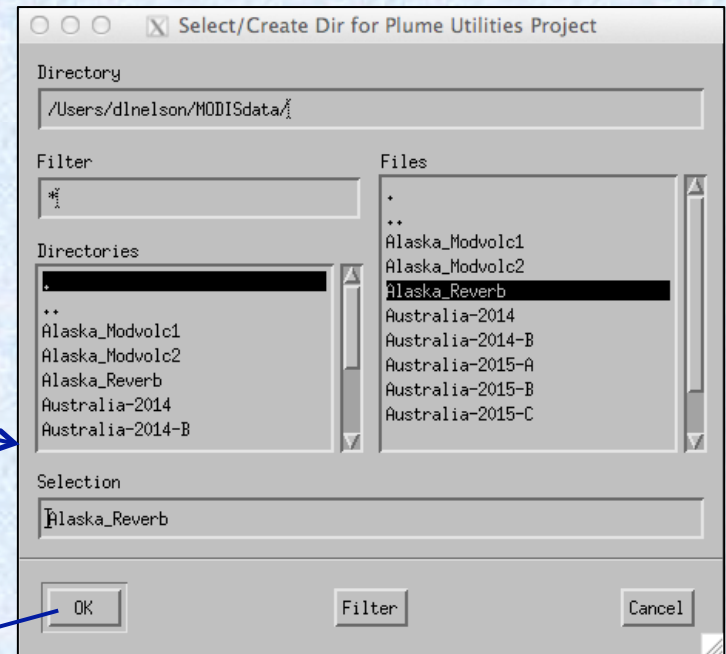 Select/Create Dir for Plume Utilities Project
Directory
/Users/dlnelson/MODISdata/
Filter
*
Directories
.
..
Alaska_Modvolc1
Alaska_Modvolc2
Alaska_Reverb
Australia-2014
Australia-2014-B
Files
.
..
Alaska_Modvolc1
Alaska_Modvolc2
Alaska_Reverb
Australia-2014
Australia-2014-B
Australia-2015-A
Australia-2015-B
Australia-2015-C
Selection
Alaska_Reverb
OK
Filter
Cancel